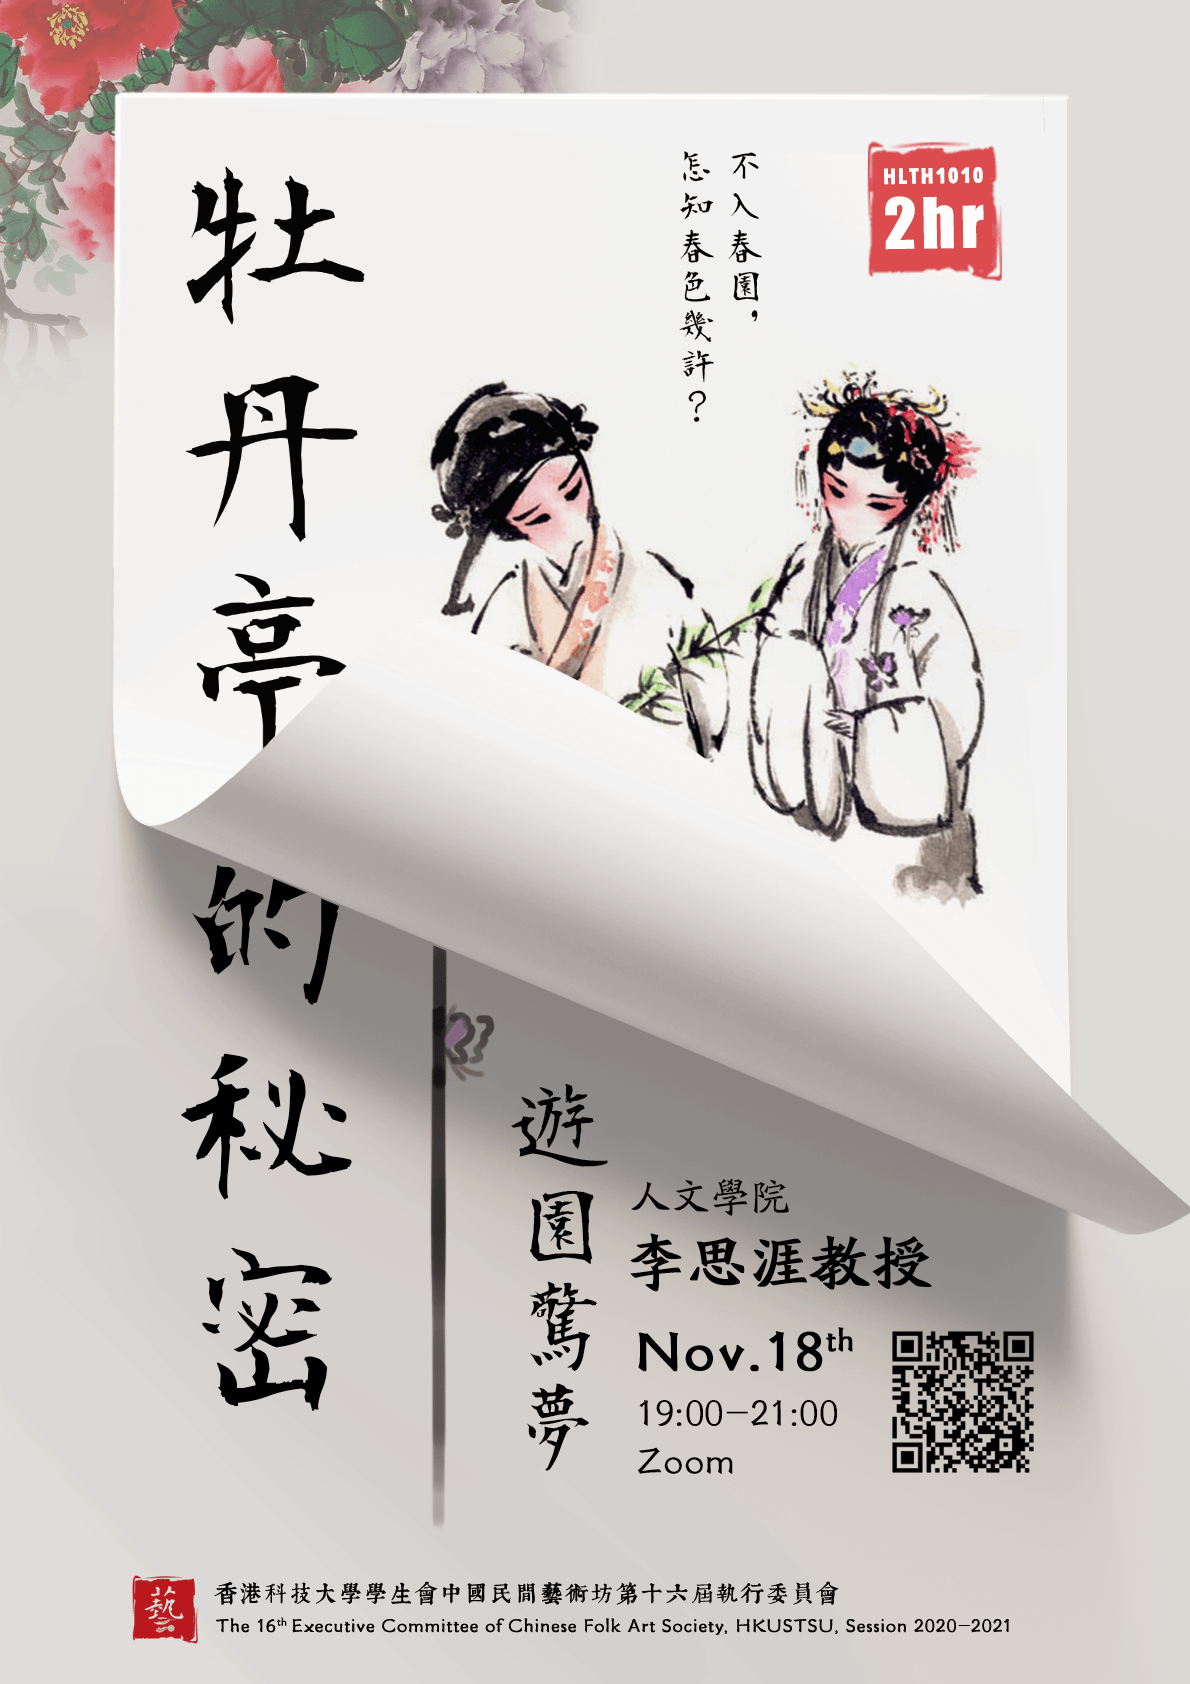 牡丹亭的秘密
不入春園，
怎知春色幾許？
HLTH1010
2hr
遊園驚夢
人文學院
李思涯教授
Nov.18th
19:00-21:00
Zoom
藝
香港科技大學學生會中國民間藝術坊第十六屆執行委員會
The 16th Executive Committee of Chinese Folk Art Society, HKUSTSU, Session 2020-2021